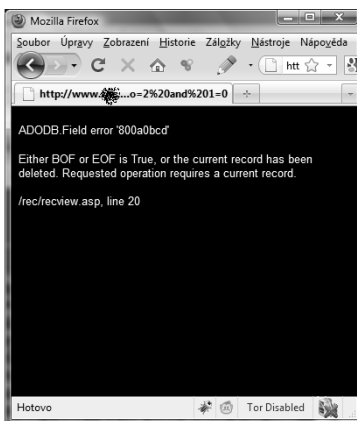 Mozilla Firefox
Soubor Úpravy Zobrazení Historie Záložky Nástroje Nápověda
htt
http://www. ...o=2%20and%201=0
ADODB.Field error '800a0bcd'
Either BOF or EOF is True, or the current record has been
deleted. Requested operation requires a current record.
/rec/recview.asp, line 20
Hotovo Tor Disabled